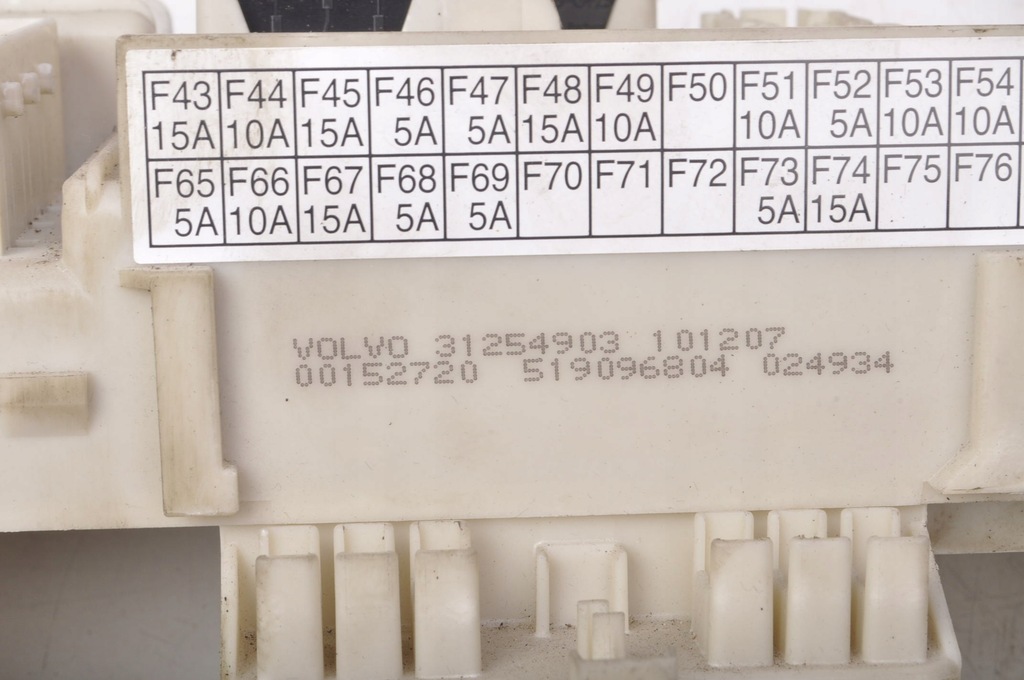 F43 F44 F45 F46 F47 F48 F49 F50 F51 F52 F53 F54
15A 10A 15A 5A 5A 15A 10A 10A 5A 10A 10A
F65 F66 F67 F68 F69 F70 F71 F72 F73 F74 F75 F76
5A 10A 15A 5A 5A 5A 15A
VOLVO 31254903 101207
00152720 519096804 024934